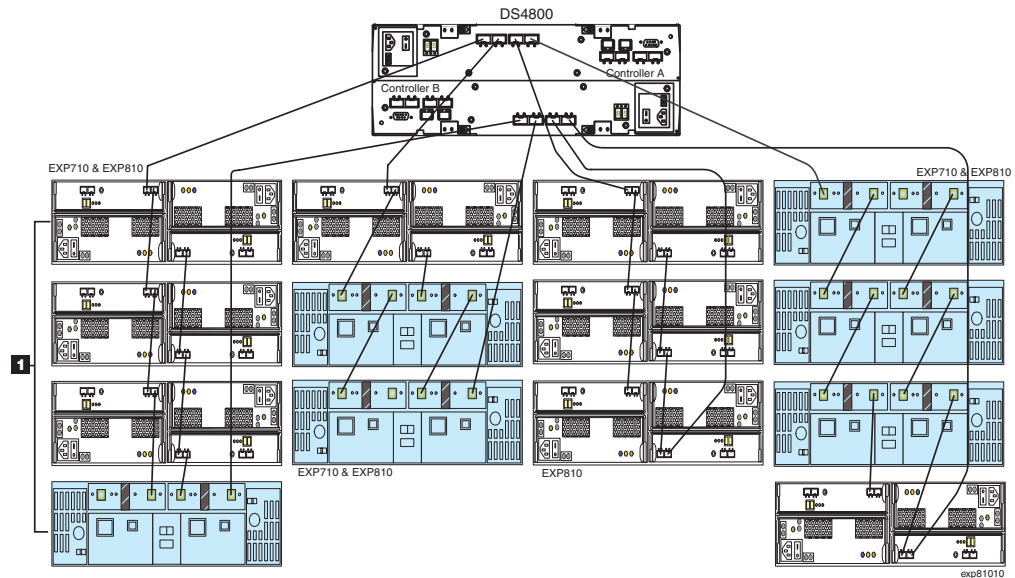 DS4800
Controller A
Controller B
EXP710 & EXP810
EXP710 & EXP810
1
EXP710 & EXP810
EXP810
exp81010